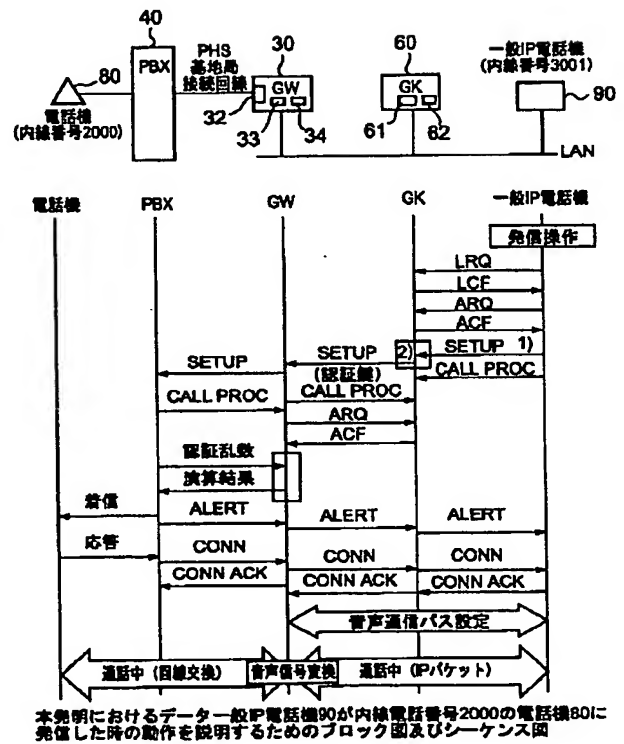 40
80
PBX
PHS
基地局
接続回線
30
GW
32
33
34
60
GK
61
62
一般IP電話機
(内線番号3001)
90
電話機
(内線番号2000)
LAN
電話機
PBX
GW
GK
一般IP電話機
発信操作
LRQ
LCF
ARQ
ACF
SETUP 1)
2)
SETUP
(認証鍵)
SETUP
CALL PROC
CALL PROC
CALL PROC
ARQ
ACF
認証乱数
演算結果
着信
ALERT
ALERT
ALERT
応答
CONN
CONN
CONN
CONN ACK
CONN ACK
CONN ACK
音声通信パス設定
通話中(回線交換)
音声信号変換
通話中(IPパケット)
本発明におけるデータ一般IP電話機90が内線電話番号2000の電話機80に
発信した時の動作を説明するためのブロック図及びシーケンス図